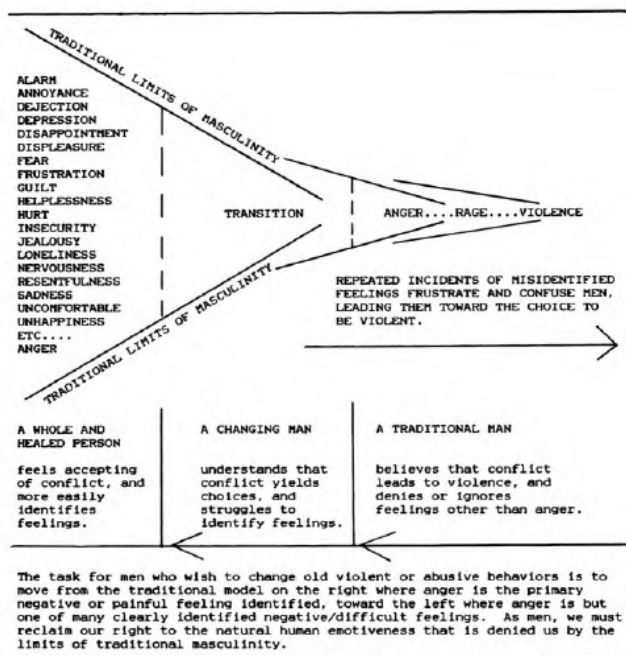 TRADITIONAL LIMITS OF MASCULINITY
ALARM
ANNOYANCE
DEJECTION
DEPRESSION
DISAPPOINTMENT
DISPLEASURE
FEAR
FRUSTRATION
GUILT
HELPLESSNESS
HURT
INSECURITY
JEALOUSY
LONELINESS
NERVOUSNESS
RESENTFULNESS
SADNESS
UNCOMFORTABLE
UNHAPPINESS
ETC....
ANGER
TRANSITION
ANGER....RAGE....VIOLENCE
TRADITIONAL LIMITS OF MASCULINITY
REPEATED INCIDENTS OF MISIDENTIFIED
FEELINGS FRUSTRATE AND CONFUSE MEN,
LEADING THEM TOWARD THE CHOICE TO
BE VIOLENT.
A WHOLE AND
HEALED PERSON
feels accepting
of conflict, and
more easily
identifies
feelings.
A CHANGING MAN
understands that
conflict yields
choices, and
struggles to
identify feelings.
A TRADITIONAL MAN
believes that conflict
leads to violence, and
denies or ignores
feelings other than anger.
The task for men who wish to change old violent or abusive behaviors is to
move from the traditional model on the right where anger is the primary
negative or painful feeling identified, toward the left where anger is but
one of many clearly identified negative/difficult feelings. As men, we must
reclaim our right to the natural human emotiveness that is denied us by the
limits of traditional masculinity.